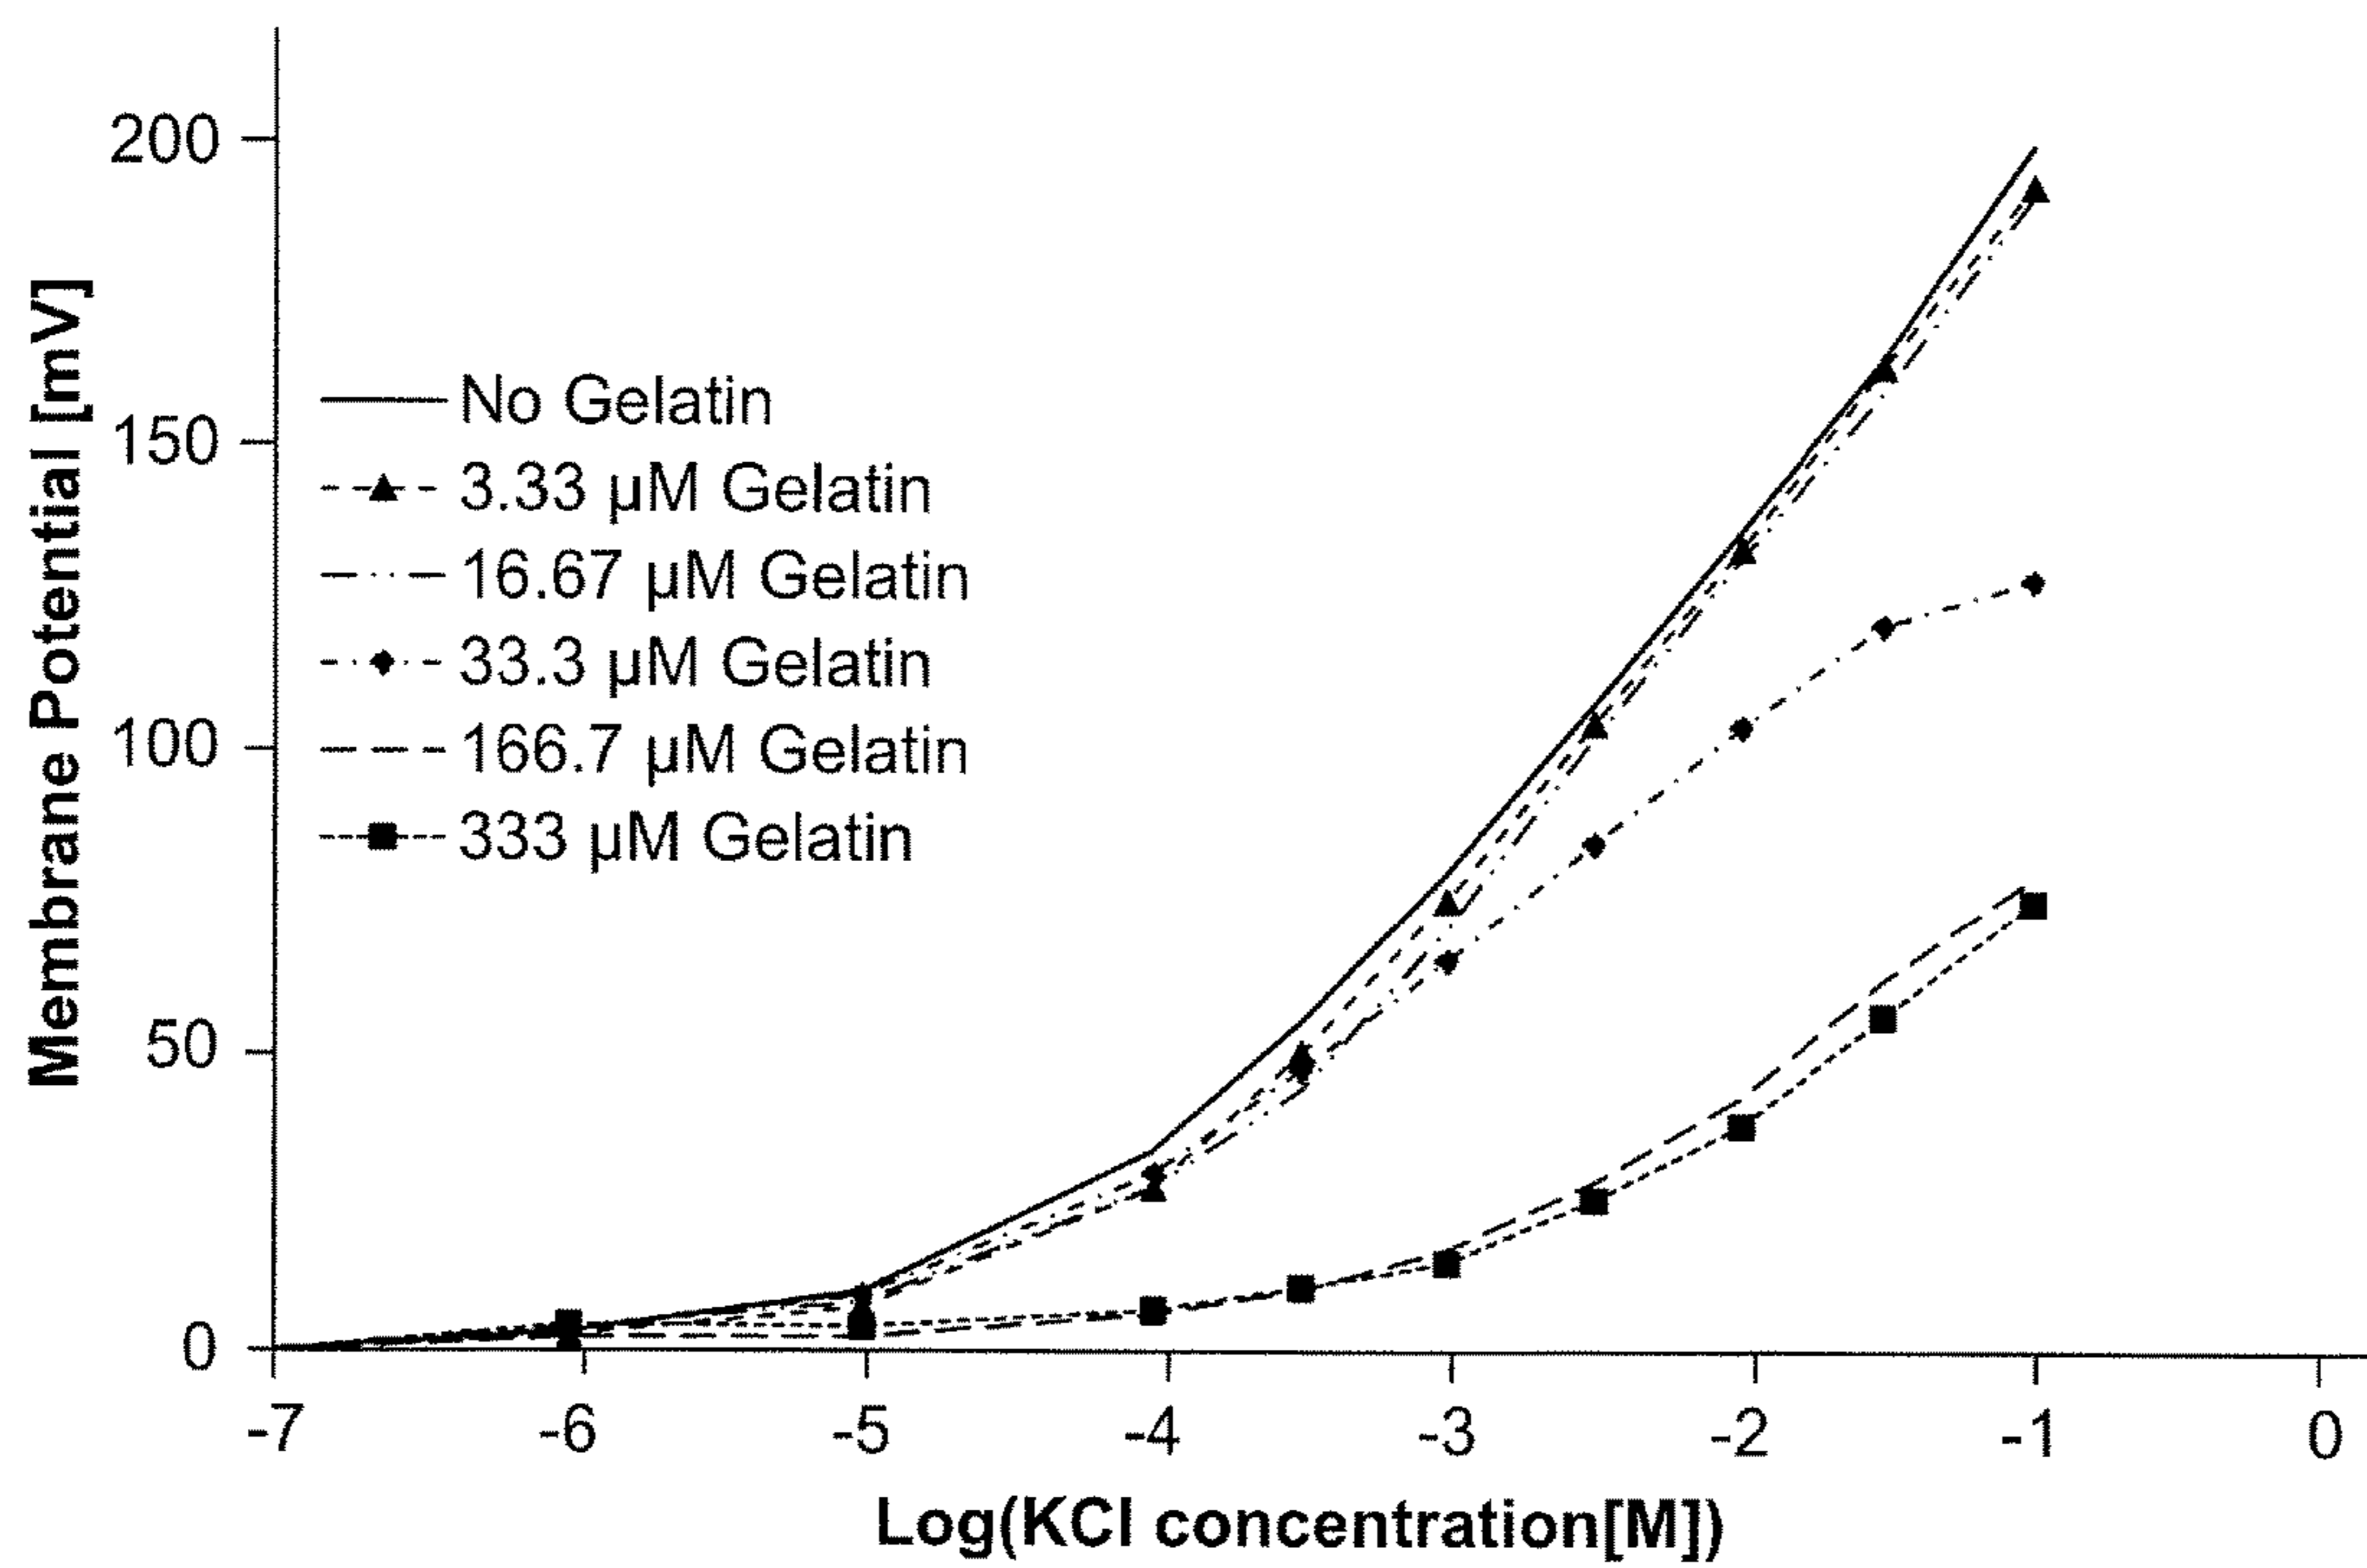 Membrane Potential [mV]
200
150
100
50
0
No Gelatin
3.33 µM Gelatin
16.67 µM Gelatin
33.3 µM Gelatin
166.7 µM Gelatin
333 µM Gelatin
-7 -6 -5 -4 -3 -2 -1 0
Log(KCl concentration[M])